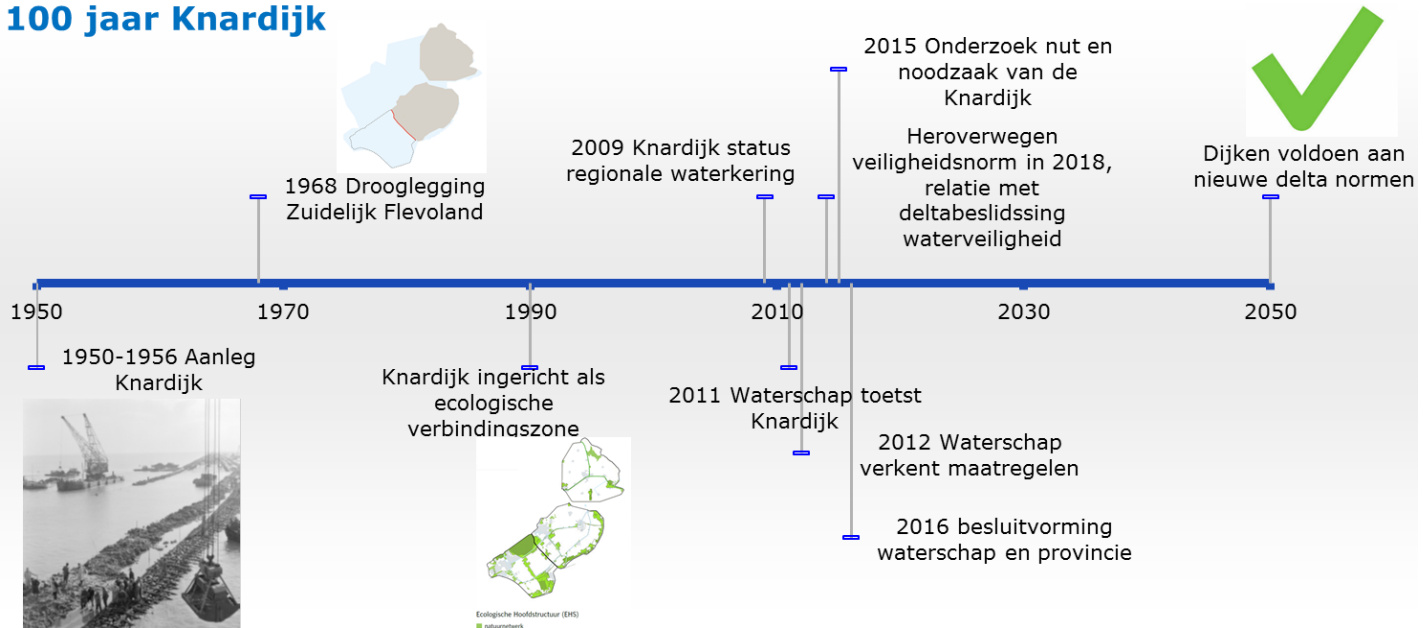 100 jaar Knardijk
1968 Drooglegging
Zuidelijk Flevoland
2009 Knardijk status
regionale waterkering
2015 Onderzoek nut en
noodzaak van de
Knardijk
Heroverwegen
veiligheidsnorm in 2018,
relatie met
deltabeslidssing
waterveiligheid
Dijken voldoen aan
nieuwe delta normen
1950
1970
1990
2010
2030
2050
1950-1956 Aanleg
Knardijk
Knardijk ingericht als
ecologische
verbindingszone
2011 Waterschap toetst
Knardijk
2012 Waterschap
verkent maatregelen
2016 besluitvorming
waterschap en provincie
Ecologische Hoofdstructuur (EHS)
natuurnetwerk